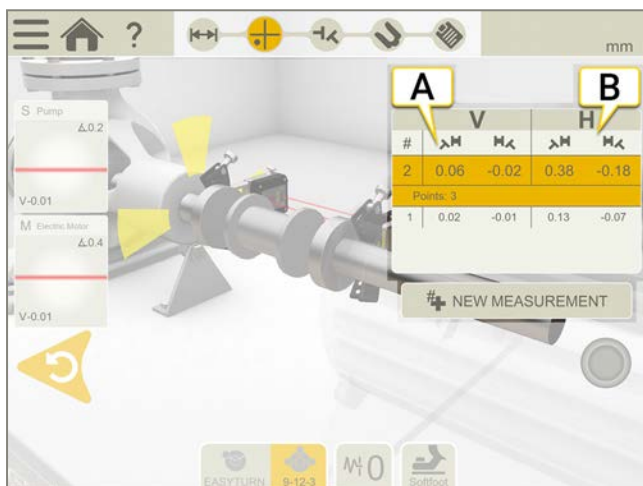 ?
mm
A
B
V H
#
2 0.06 -0.02 0.38 -0.18
Points: 3
1 0.02 -0.01 0.13 -0.07
NEW MEASUREMENT
S Pump
∠0.2
V-0.01
M Electric Motor
∠0.4
V-0.01
EASYTURN
9-12-3
0
Softfoot